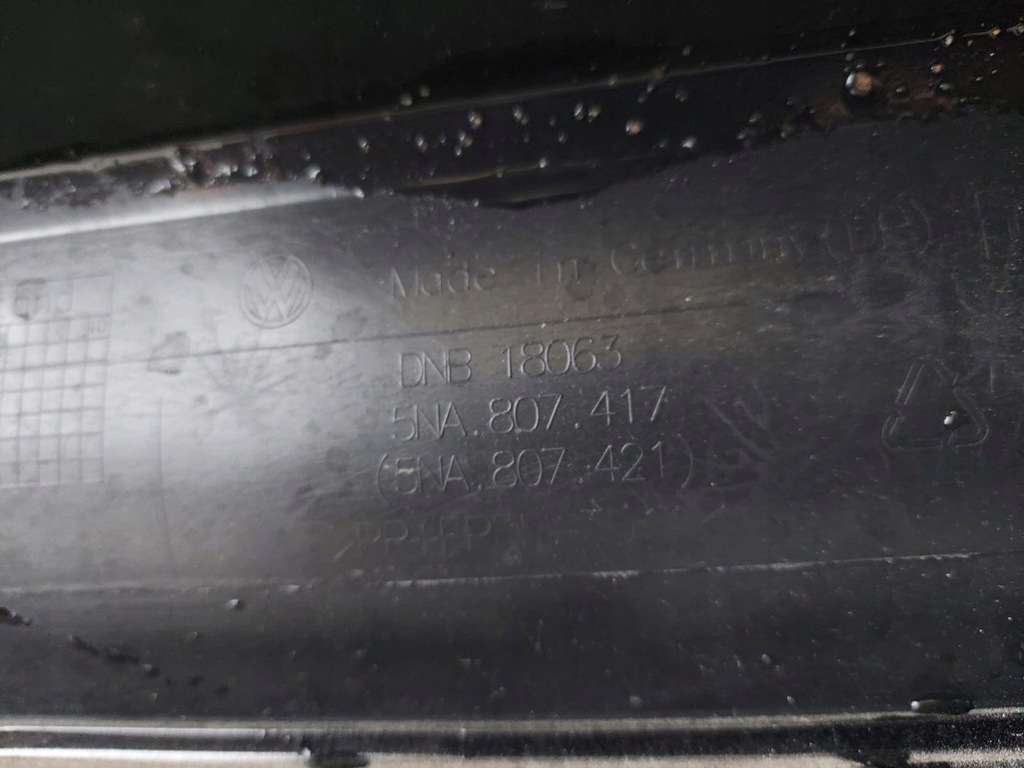 Made in Germany (DE)
DNB 18063
5NA.807.417
(5NA.807.421)